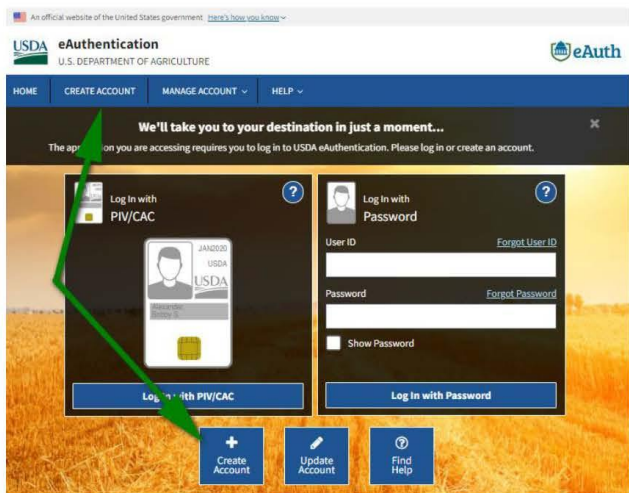 An official website of the United States government Here's how you know
USDA eAuthentication
U.S. DEPARTMENT OF AGRICULTURE
eAuth
HOME CREATE ACCOUNT MANAGE ACCOUNT HELP
We'll take you to your destination in just a moment...
The app on you are accessing requires you to log in to USDA eAuthentication. Please log in or create an account.
Log In with
PIV/CAC
?
JAN2020
USDA
USDA
Alexander
Bobby S
Log In with PIV/CAC
Log In with
Password
?
User ID Forgot User ID
Password Forgot Password
Show Password
Log In with Password
Create
Account
Update
Account
?
Find
Help